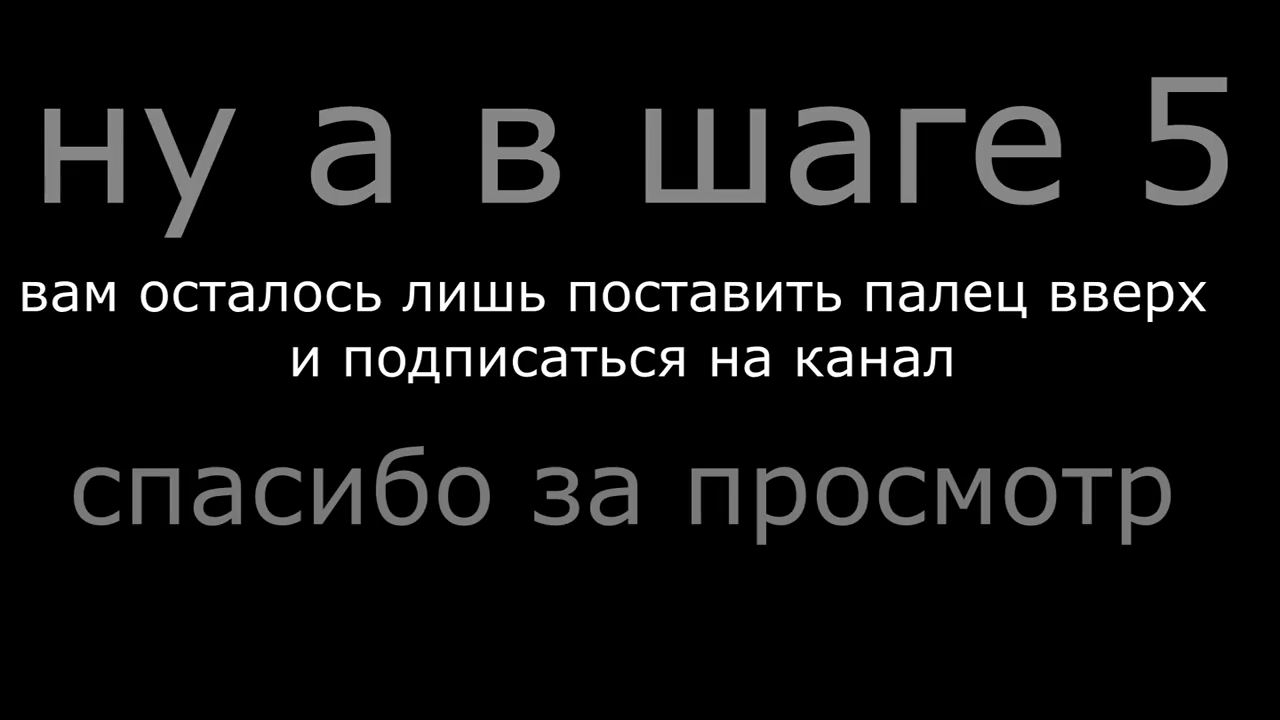 ну а в шаге 5
вам осталось лишь поставить палец вверх
и подписаться на канал
спасибо за просмотр